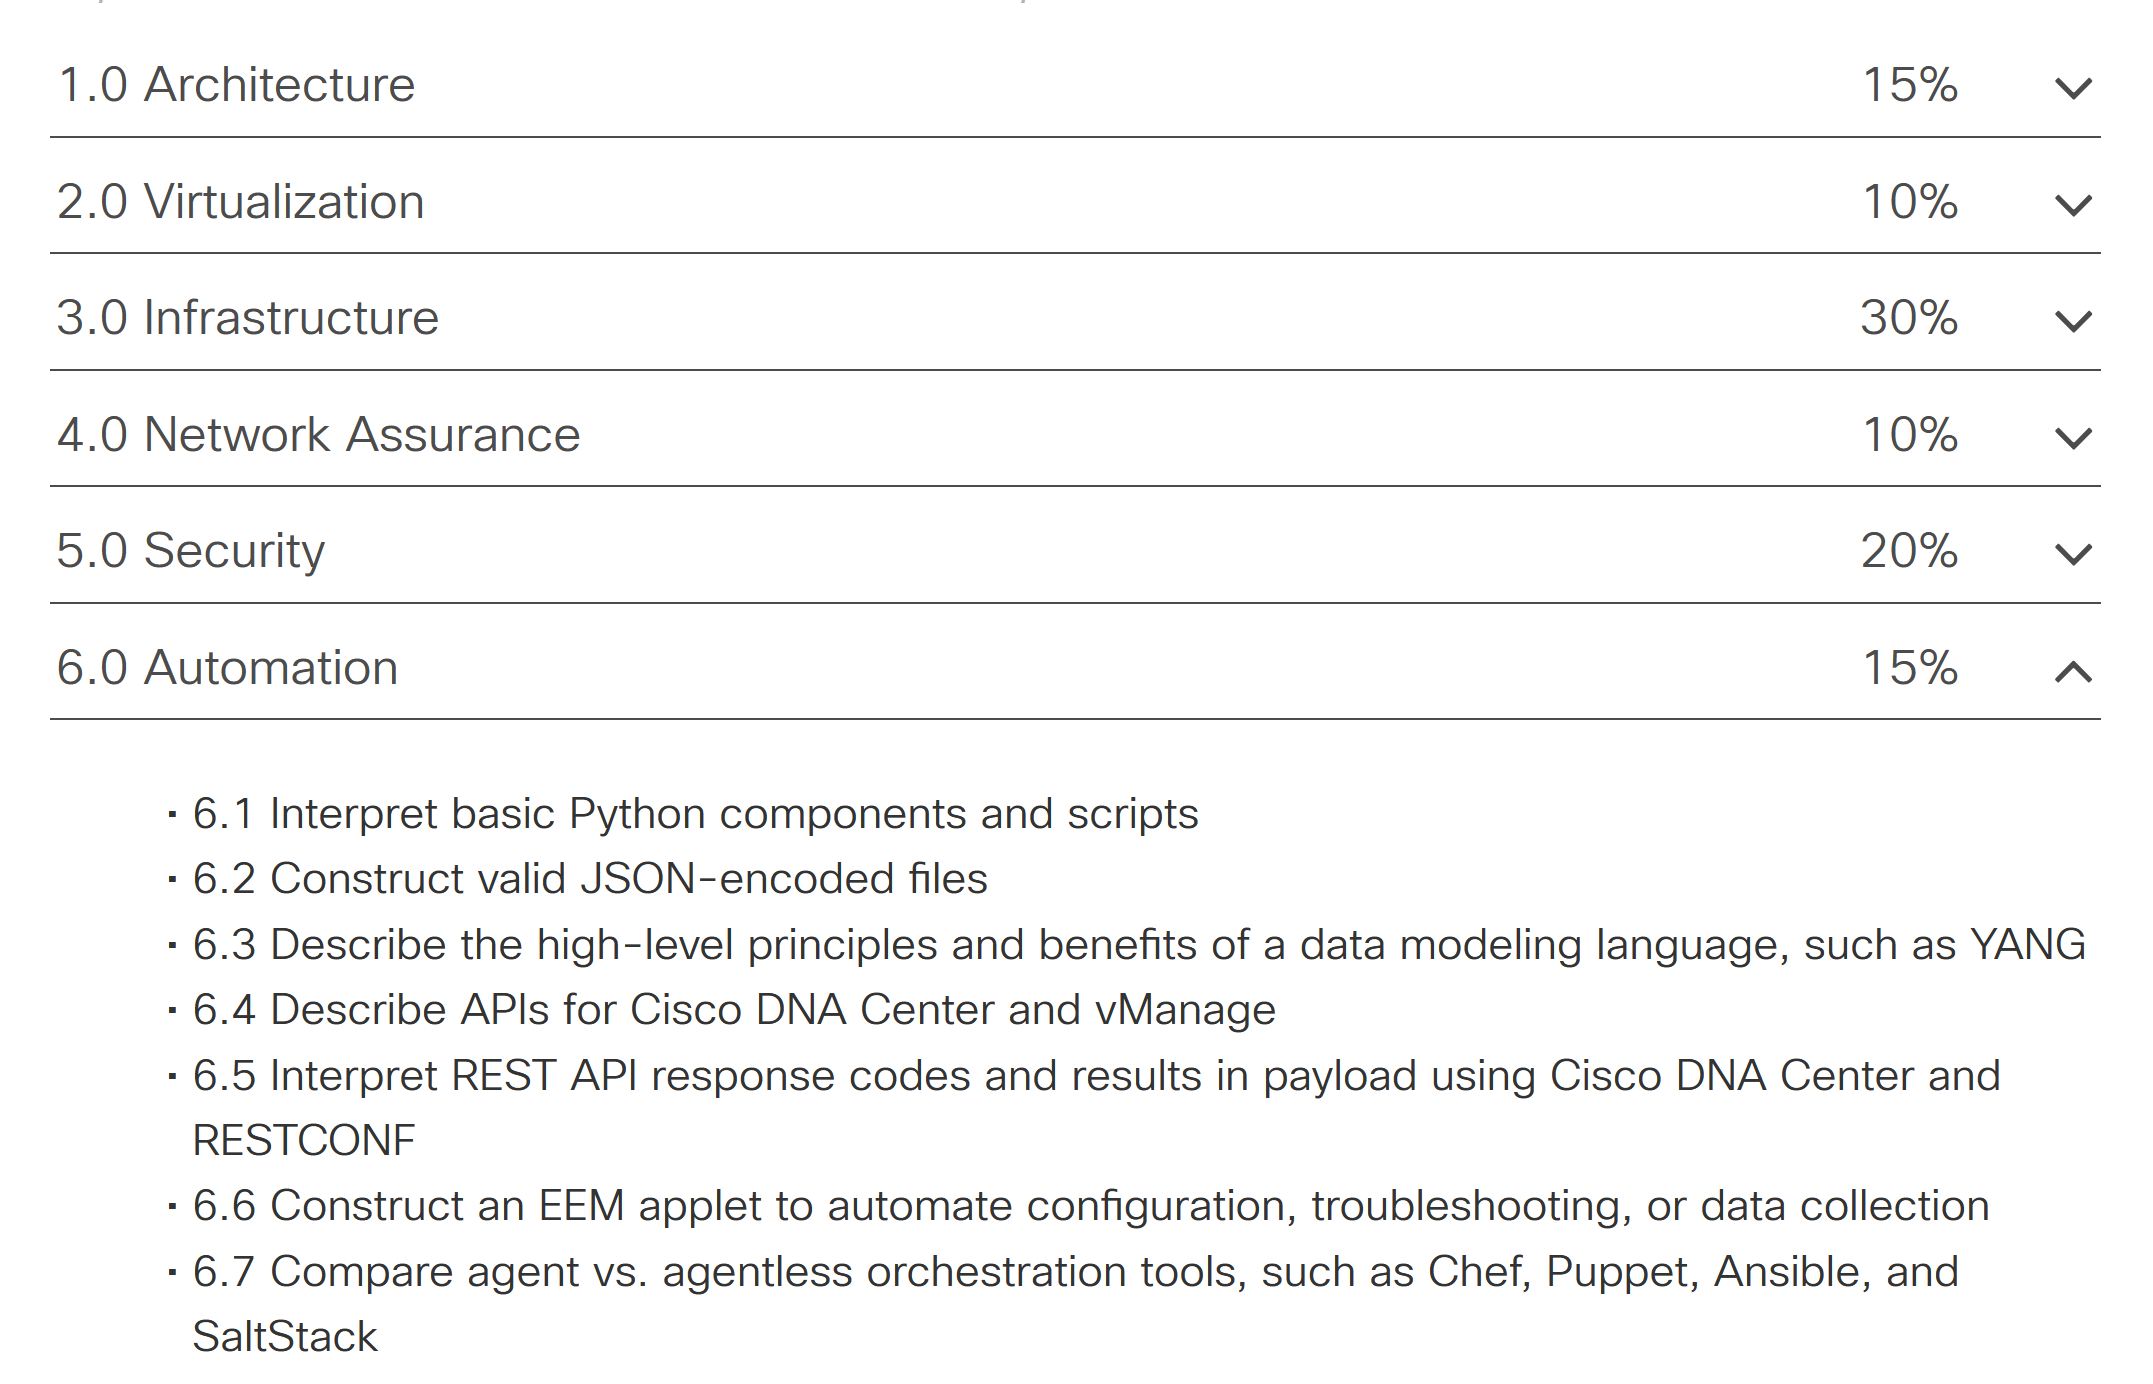 1.0 Architecture 15%
2.0 Virtualization 10%
3.0 Infrastructure 30%
4.0 Network Assurance 10%
5.0 Security 20%
6.0 Automation 15%
· 6.1 Interpret basic Python components and scripts
· 6.2 Construct valid JSON-encoded files
· 6.3 Describe the high-level principles and benefits of a data modeling language, such as YANG
· 6.4 Describe APIs for Cisco DNA Center and vManage
· 6.5 Interpret REST API response codes and results in payload using Cisco DNA Center and
RESTCONF
· 6.6 Construct an EEM applet to automate configuration, troubleshooting, or data collection
· 6.7 Compare agent vs. agentless orchestration tools, such as Chef, Puppet, Ansible, and
SaltStack